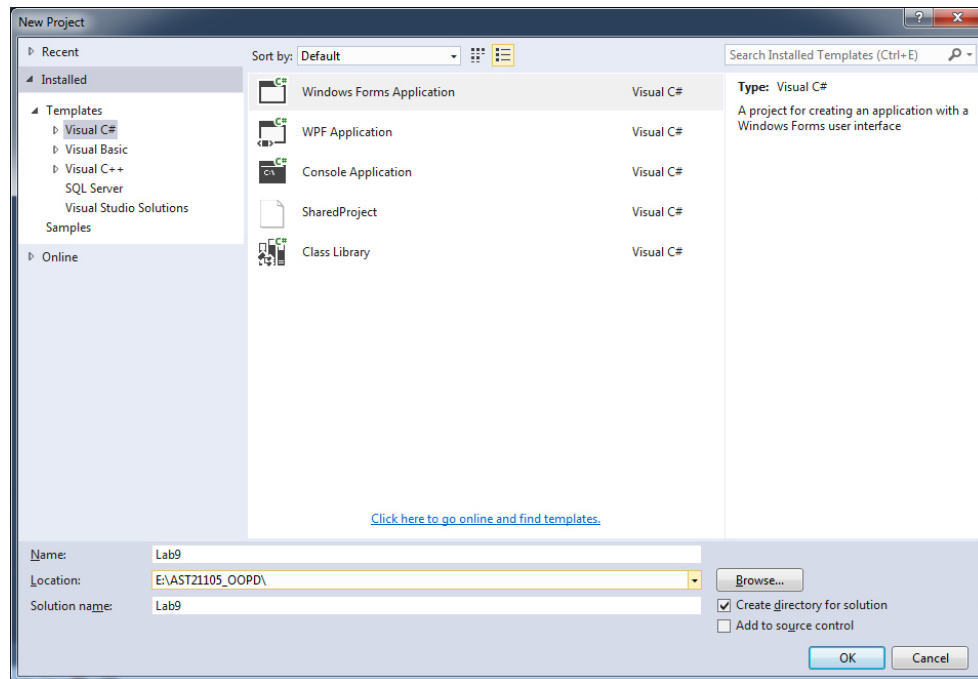 New Project
Recent
Installed
Templates
Visual C#
Visual Basic
Visual C++
SQL Server
Visual Studio Solutions
Samples
Online
Sort by: Default
C# Windows Forms Application Visual C#
C# WPF Application Visual C#
C# C:\ Console Application Visual C#
SharedProject Visual C#
C# Class Library Visual C#
Click here to go online and find templates.
Search Installed Templates (Ctrl+E)
Type: Visual C#
A project for creating an application with a
Windows Forms user interface
Name: Lab9
Location: E:\AST21105_OOPD\ Browse...
Solution name: Lab9
Create directory for solution
Add to source control
OK Cancel